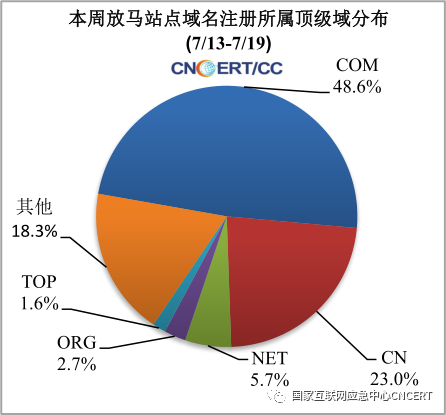 本周放马站点域名注册所属顶级域分布
(7/13-7/19)
CNCERT/CC
COM
48.6%
其他
18.3%
TOP
1.6%
ORG
2.7%
NET
5.7%
CN
23.0%
国家互联网应急中心CNCERT